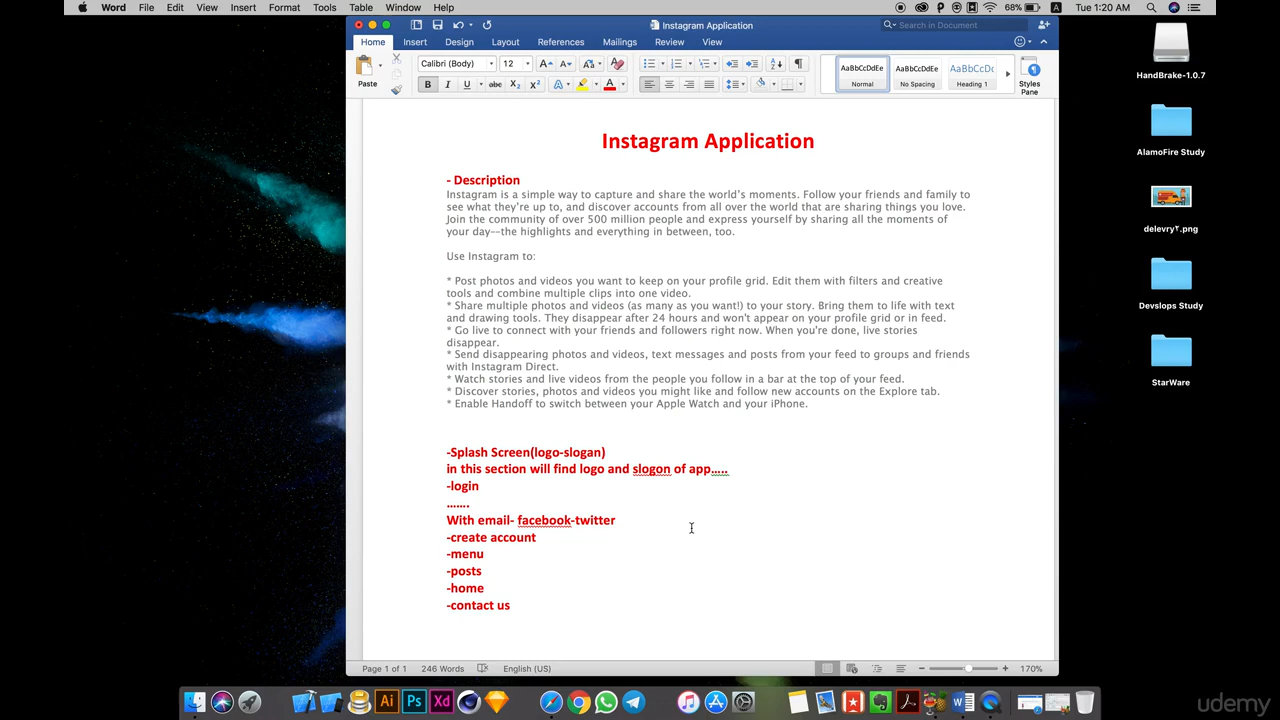 Word File Edit View Insert Format Tools Table Window Help 68% A Tue 1:20 AM
Instagram Application
Search in Document
Home Insert Design Layout References Mailings Review View
Paste
Calibri (Body) 12
B I U abc X₂ X² A A
AaBbCcDdEe AaBbCcDdEe AaBbCcDc
Normal No Spacing Heading 1
Styles
Pane
Instagram Application
- Description
Instagram is a simple way to capture and share the world's moments. Follow your friends and family to
see what they're up to, and discover accounts from all over the world that are sharing things you love.
Join the community of over 500 million people and express yourself by sharing all the moments of
your day--the highlights and everything in between, too.
Use Instagram to:
* Post photos and videos you want to keep on your profile grid. Edit them with filters and creative
tools and combine multiple clips into one video.
* Share multiple photos and videos (as many as you want!) to your story. Bring them to life with text
and drawing tools. They disappear after 24 hours and won't appear on your profile grid or in feed.
* Go live to connect with your friends and followers right now. When you're done, live stories
disappear.
* Send disappearing photos and videos, text messages and posts from your feed to groups and friends
with Instagram Direct.
* Watch stories and live videos from the people you follow in a bar at the top of your feed.
* Discover stories, photos and videos you might like and follow new accounts on the Explore tab.
* Enable Handoff to switch between your Apple Watch and your iPhone.
-Splash Screen(logo-slogan)
in this section will find logo and slogon of app…..
-login
…….
With email- facebook-twitter
-create account
-menu
-posts
-home
-contact us
Page 1 of 1 246 Words English (US) 170%
HandBrake-1.0.7
AlamoFire Study
delevry٢.png
Devslops Study
StarWare
Ai Ps Xd
udemy